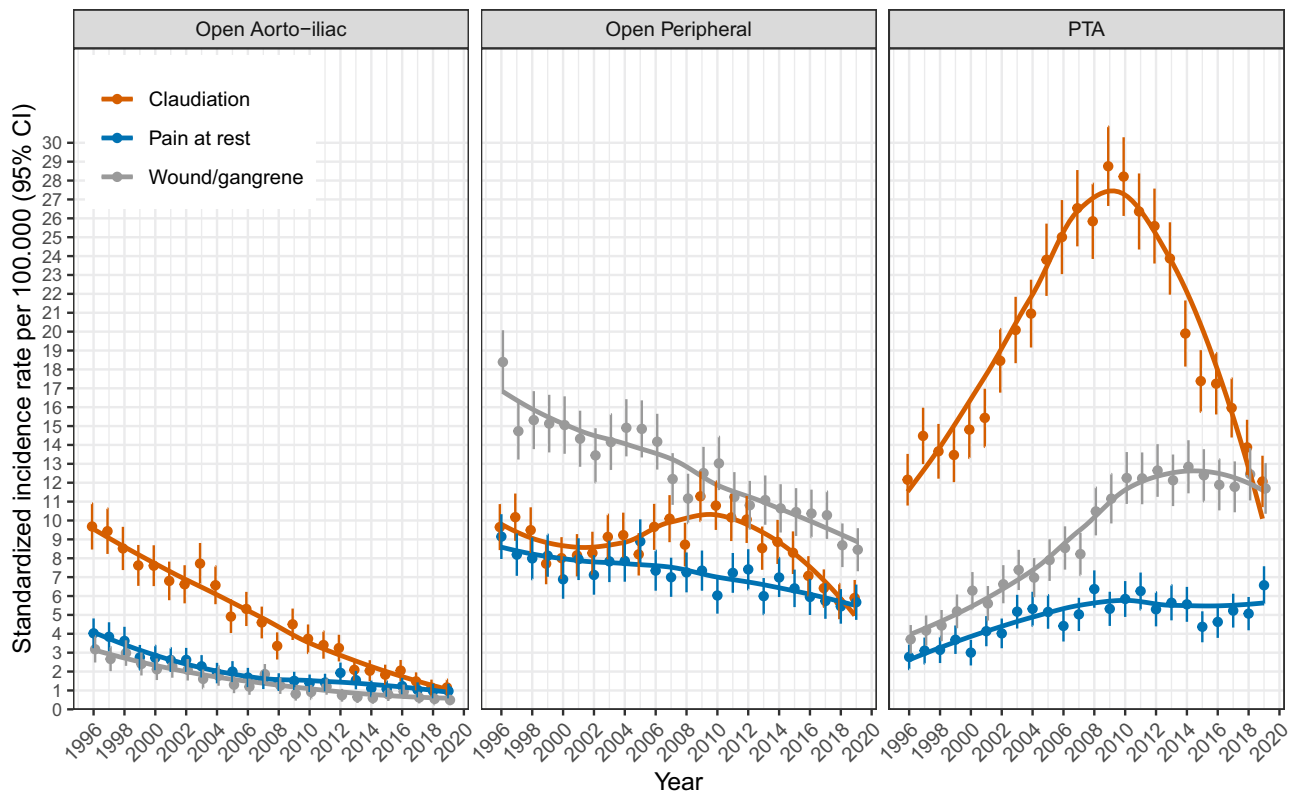 Open Aorto−iliac
Open Peripheral
PTA
Claudiation
Pain at rest
Wound/gangrene
Standardized incidence rate per 100.000 (95% CI)
30
29
28
27
26
25
24
23
22
21
20
19
18
17
16
15
14
13
12
11
10
9
8
7
6
5
4
3
2
1
0
1996 1998 2000 2002 2004 2006 2008 2010 2012 2014 2016 2018 2020
1996 1998 2000 2002 2004 2006 2008 2010 2012 2014 2016 2018 2020
1996 1998 2000 2002 2004 2006 2008 2010 2012 2014 2016 2018 2020
Year